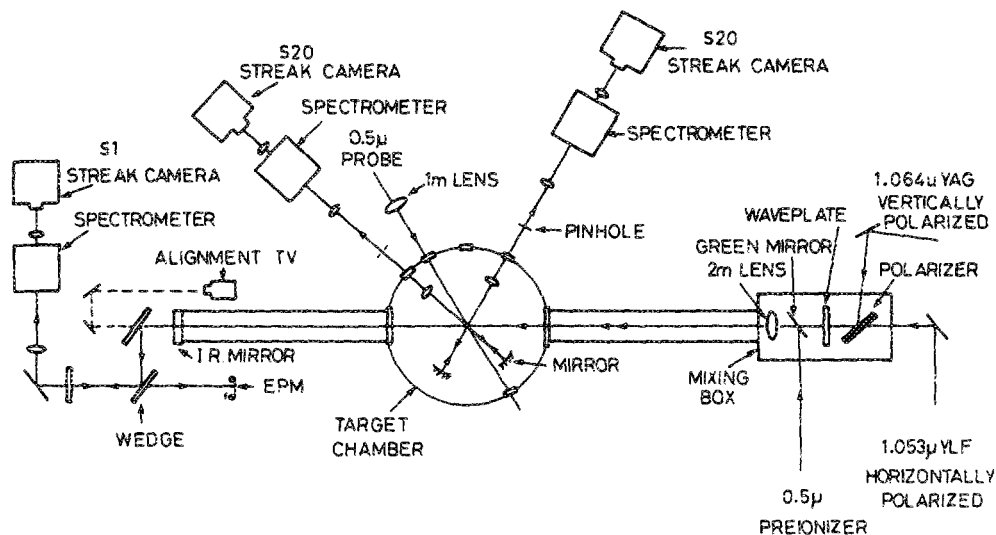 S20
STREAK CAMERA
SPECTROMETER
0.5μ
PROBE
1m LENS
S20
STREAK CAMERA
SPECTROMETER
PINHOLE
S1
STREAK CAMERA
SPECTROMETER
ALIGNMENT TV
I R MIRROR
EPM
WEDGE
TARGET
CHAMBER
MIRROR
1.064u YAG
VERTICALLY
POLARIZED
WAVEPLATE
GREEN MIRROR
2m LENS
POLARIZER
MIXING
BOX
0.5μ
PREIONIZER
1.053μ YLF
HORIZONTALLY
POLARIZED